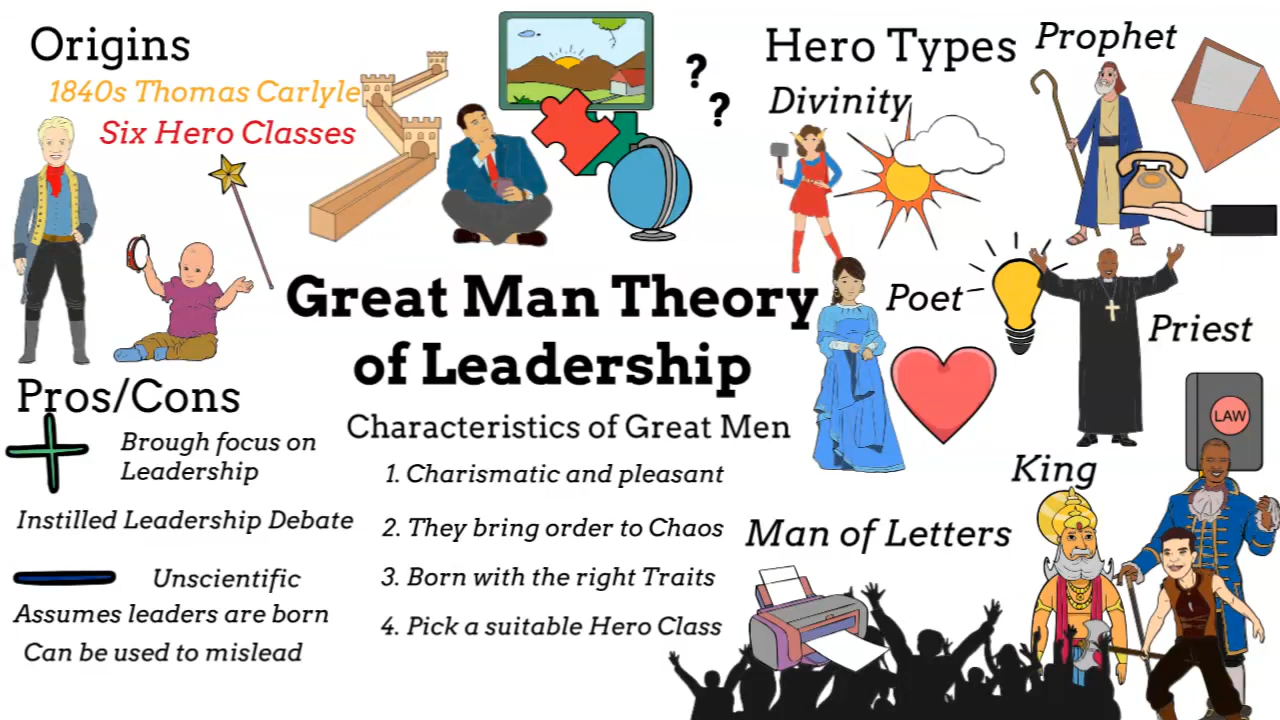 Origins
1840s Thomas Carlyle
Six Hero Classes
? ?
Great Man Theory
of Leadership
Hero Types
Divinity
Prophet
Poet
Priest
LAW
King
Man of Letters
Pros/Cons
Brough focus on
Leadership
Instilled Leadership Debate
Unscientific
Assumes leaders are born
Can be used to mislead
Characteristics of Great Men
1. Charismatic and pleasant
2. They bring order to Chaos
3. Born with the right Traits
4. Pick a suitable Hero Class